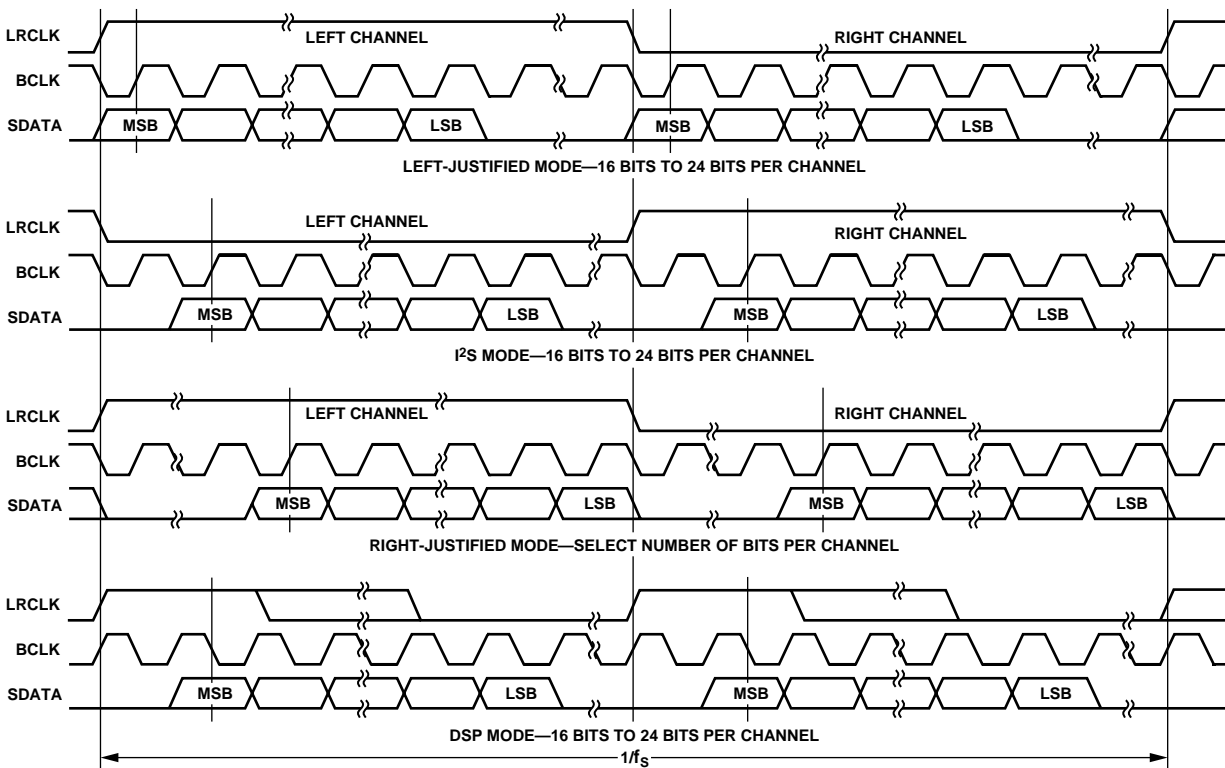 LRCLK LEFT CHANNEL RIGHT CHANNEL
BCLK
SDATA MSB LSB MSB LSB
LEFT-JUSTIFIED MODE—16 BITS TO 24 BITS PER CHANNEL
LRCLK LEFT CHANNEL RIGHT CHANNEL
BCLK
SDATA MSB LSB MSB LSB
I²S MODE—16 BITS TO 24 BITS PER CHANNEL
LRCLK LEFT CHANNEL RIGHT CHANNEL
BCLK
SDATA MSB LSB MSB LSB
RIGHT-JUSTIFIED MODE—SELECT NUMBER OF BITS PER CHANNEL
LRCLK
BCLK
SDATA MSB LSB MSB LSB
DSP MODE—16 BITS TO 24 BITS PER CHANNEL
1/fS